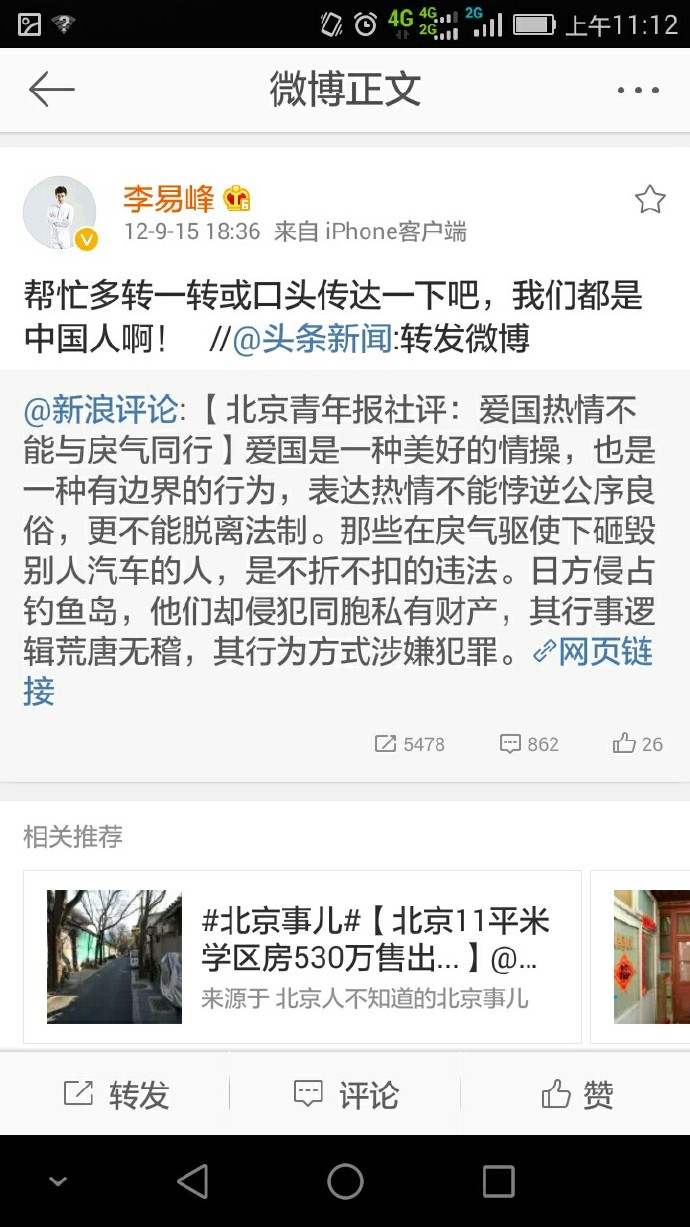 4G 4G 2G 2G 上午11:12
微博正文
李易峰
12-9-15 18:36 来自 iPhone客户端
帮忙多转一转或口头传达一下吧，我们都是
中国人啊！ //@头条新闻:转发微博
@新浪评论:【北京青年报社评：爱国热情不
能与戾气同行】爱国是一种美好的情操，也是
一种有边界的行为，表达热情不能悖逆公序良
俗，更不能脱离法制。那些在戾气驱使下砸毁
别人汽车的人，是不折不扣的违法。日方侵占
钓鱼岛，他们却侵犯同胞私有财产，其行事逻
辑荒唐无稽，其行为方式涉嫌犯罪。网页链
接
5478 862 26
相关推荐
#北京事儿#【北京11平米
学区房530万售出...】@...
来源于 北京人不知道的北京事儿
转发 评论 赞